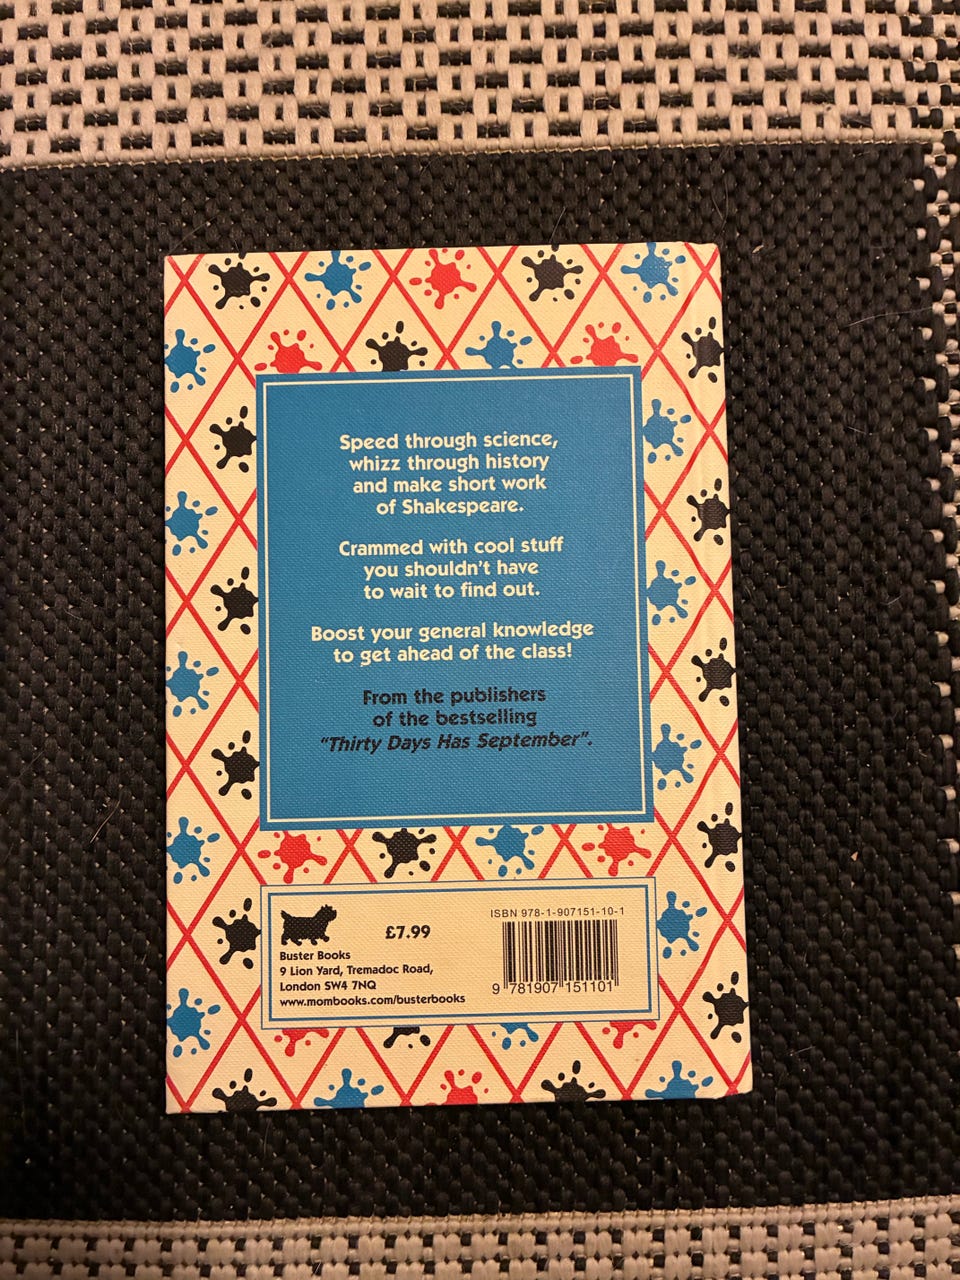 Speed through science,
whizz through history
and make short work
of Shakespeare.
Crammed with cool stuff
you shouldn't have
to wait to find out.
Boost your general knowledge
to get ahead of the class!
From the publishers
of the bestselling
"Thirty Days Has September".
£7.99
Buster Books
9 Lion Yard, Tremadoc Road,
London SW4 7NQ
www.mombooks.com/busterbooks
ISBN 978-1-907151-10-1
9 781907 151101